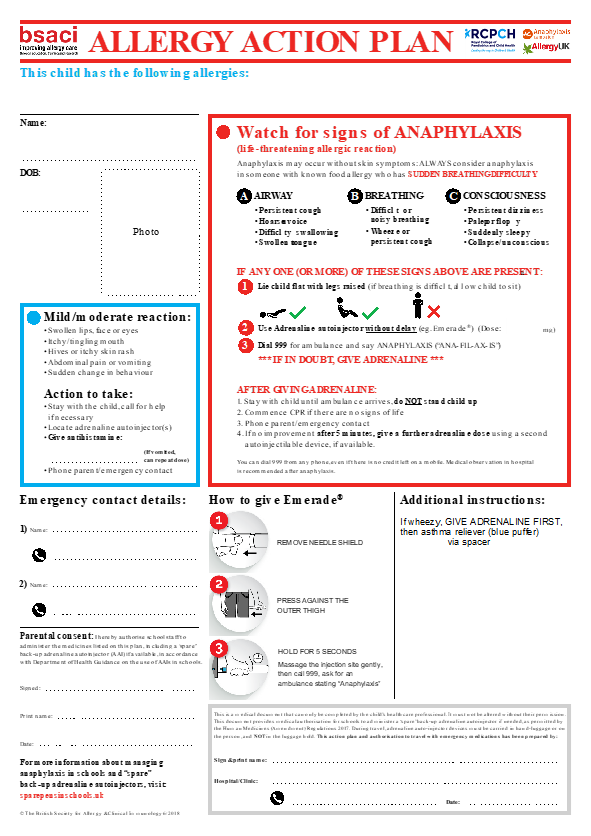 bsaci
improving allergy care
ALLERGY ACTION PLAN
RCPCH
Royal College of
Paediatrics and Child Health
Anaphylaxis
AllergyUK
This child has the following allergies:
Name:
DOB:
Photo
Watch for signs of ANAPHYLAXIS
(life-threatening allergic reaction)
Anaphylaxis may occur without skin symptoms: ALWAYS consider anaphylaxis
in someone with known food allergy who has SUDDEN BREATHING DIFFICULTY
A AIRWAY
• Persistent cough
• Hoarse voice
• Difficulty swallowing
• Swollen tongue
B BREATHING
• Difficult or
noisy breathing
• Wheeze or
persistent cough
C CONSCIOUSNESS
• Persistent dizziness
• Pale or floppy
• Suddenly sleepy
• Collapse/unconscious
IF ANY ONE (OR MORE) OF THESE SIGNS ABOVE ARE PRESENT:
1 Lie child flat with legs raised (if breathing is difficult, allow child to sit)
2 Use Adrenaline autoinjector without delay (eg. Emerade®) (Dose: mg)
3 Dial 999 for ambulance and say ANAPHYLAXIS ("ANA-FIL-AX-IS")
*** IF IN DOUBT, GIVE ADRENALINE ***
AFTER GIVING ADRENALINE:
1. Stay with child until ambulance arrives, do NOT stand child up
2. Commence CPR if there are no signs of life
3. Phone parent/emergency contact
4. If no improvement after 5 minutes, give a further adrenaline dose using a second
autoinjectilable device, if available.
You can dial 999 from any phone, even if there is no credit left on a mobile. Medical observation in hospital
is recommended after anaphylaxis.
Mild/moderate reaction:
• Swollen lips, face or eyes
• Itchy/tingling mouth
• Hives or itchy skin rash
• Abdominal pain or vomiting
• Sudden change in behaviour
Action to take:
• Stay with the child, call for help
if necessary
• Locate adrenaline autoinjector(s)
• Give antihistamine:
(If vomited,
can repeat dose)
• Phone parent/emergency contact
Emergency contact details:
1) Name:
2) Name:
Parental consent: I hereby authorise school staff to
administer the medicines listed on this plan, including a 'spare'
back-up adrenaline autoinjector (AAI) if available, in accordance
with Department of Health Guidance on the use of AAIs in schools.
Signed:
Print name:
Date:
For more information about managing
anaphylaxis in schools and "spare"
back-up adrenaline autoinjectors, visit:
sparepensinschools.uk
© The British Society for Allergy & Clinical Immunology 6/2018
How to give Emerade®
1
REMOVE NEEDLE SHIELD
2
PRESS AGAINST THE
OUTER THIGH
3
HOLD FOR 5 SECONDS
Massage the injection site gently,
then call 999, ask for an
ambulance stating "Anaphylaxis"
Additional instructions:
If wheezy, GIVE ADRENALINE FIRST,
then asthma reliever (blue puffer)
via spacer
This is a medical document that can only be completed by the child's healthcare professional. It must not be altered without their permission.
This document provides medical authorisation for schools to administer a 'spare' back-up adrenaline autoinjector if needed, as permitted by
the Human Medicines (Amendment) Regulations 2017. During travel, adrenaline auto-injector devices must be carried in hand-luggage or on
the person, and NOT in the luggage hold. This action plan and authorisation to travel with emergency medications has been prepared by:
Sign & print name:
Hospital/Clinic:
Date: